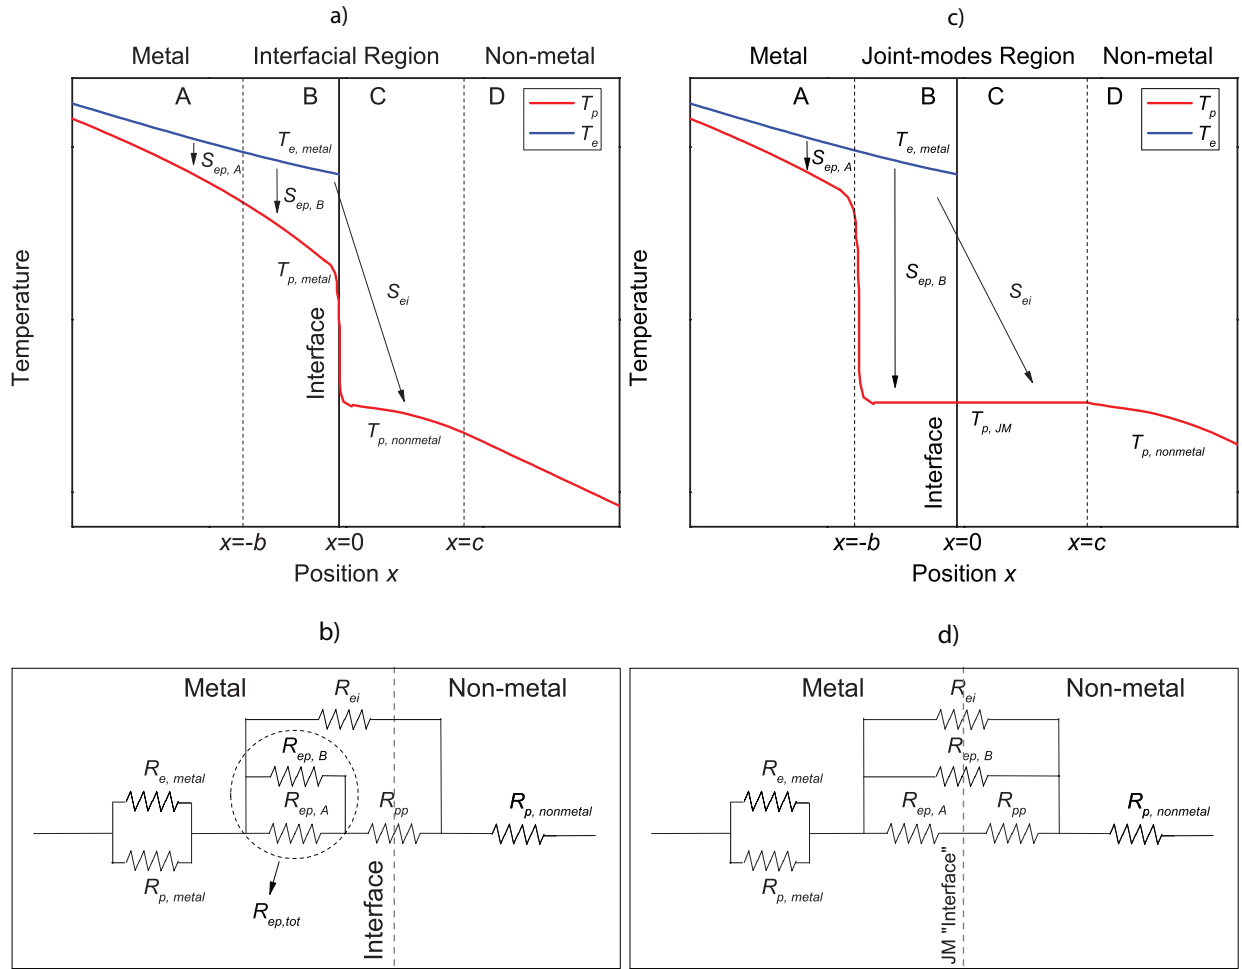 a)
Metal
Interfacial Region
Non-metal
A
B
C
D
T_p
T_e
T_e, metal
S_ep, A
S_ep, B
T_p, metal
S_ei
Interface
T_p, nonmetal
Temperature
x=-b
x=0
x=c
Position x
c)
Metal
Joint-modes Region
Non-metal
A
B
C
D
T_p
T_e
T_e, metal
S_ep, A
S_ep, B
S_ei
T_p, JM
Interface
T_p, nonmetal
Temperature
x=-b
x=0
x=c
Position x
b)
Metal
Non-metal
R_ei
R_ep, B
R_e, metal
R_ep, A
R_pp
R_p, nonmetal
R_p, metal
R_ep,tot
Interface
d)
Metal
Non-metal
R_ei
R_ep, B
R_e, metal
R_ep, A
R_pp
R_p, nonmetal
R_p, metal
JM "Interface"